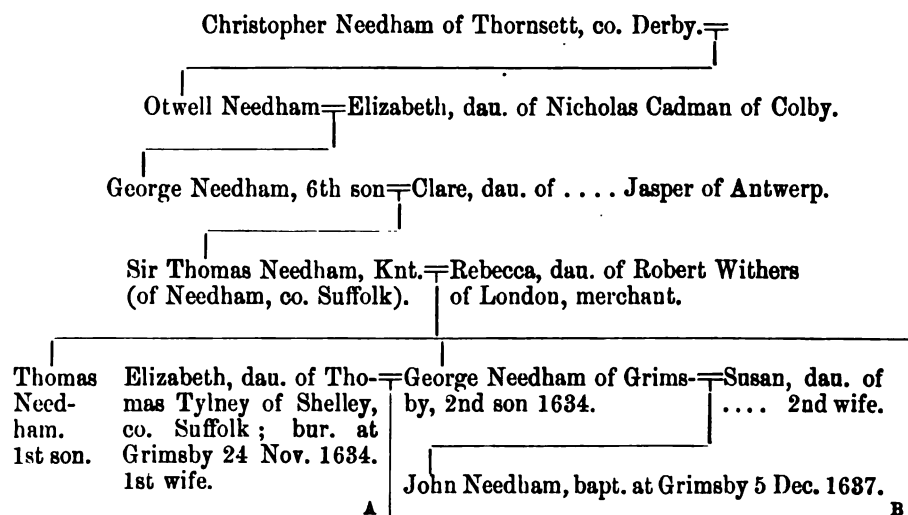 Christopher Needham of Thornsett, co. Derby.
Otwell Needham=Elizabeth, dau. of Nicholas Cadman of Colby.
George Needham, 6th son=Clare, dau. of .... Jasper of Antwerp.
Sir Thomas Needham, Knt.=Rebecca, dau. of Robert Withers
(of Needham, co. Suffolk). of London, merchant.
Thomas
Need-
ham.
1st son.
Elizabeth, dau. of Tho-
mas Tylney of Shelley,
co. Suffolk ; bur. at
Grimsby 24 Nov. 1634.
1st wife.
George Needham of Grims-
by, 2nd son 1634.
Susan, dau. of
.... 2nd wife.
John Needham, bapt. at Grimsby 5 Dec. 1637.
A
B